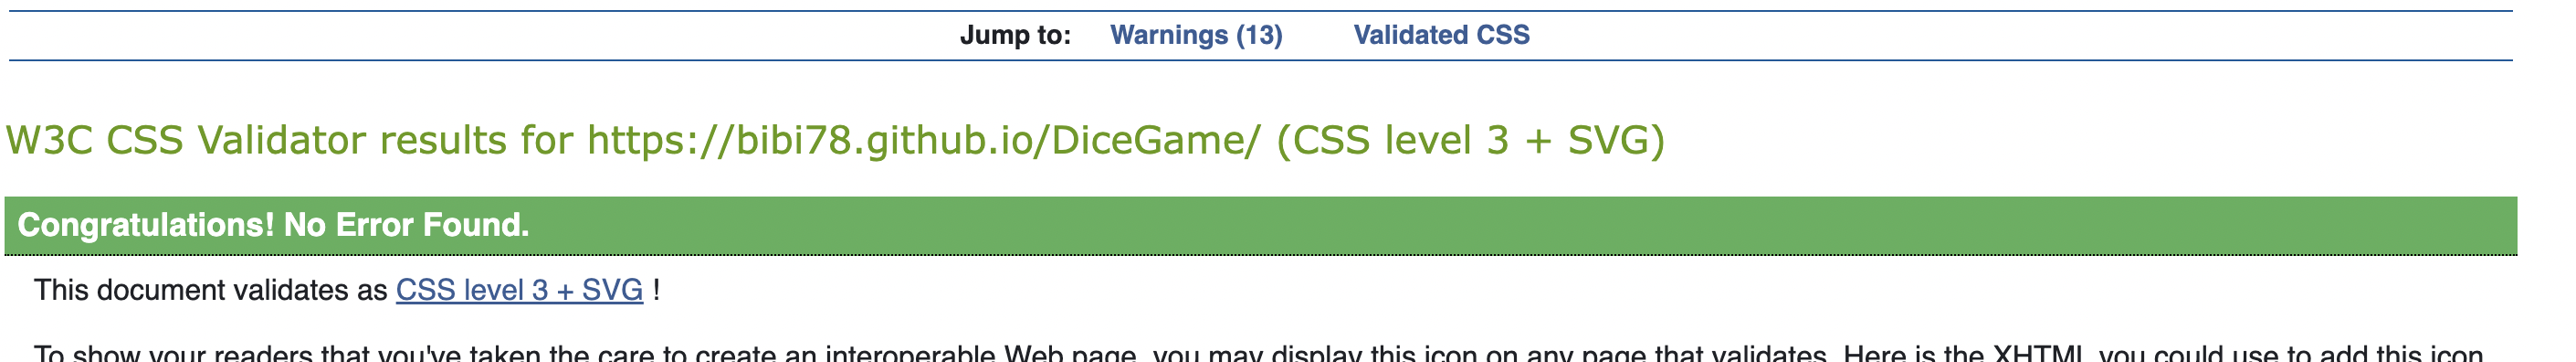 Jump to: Warnings (13) Validated CSS
W3C CSS Validator results for https://bibi78.github.io/DiceGame/ (CSS level 3 + SVG)
Congratulations! No Error Found.
This document validates as CSS level 3 + SVG !
To show your readers that you've taken the care to create an interoperable Web page, you may display this icon on any page that validates. Here is the XHTML you could use to add this icon